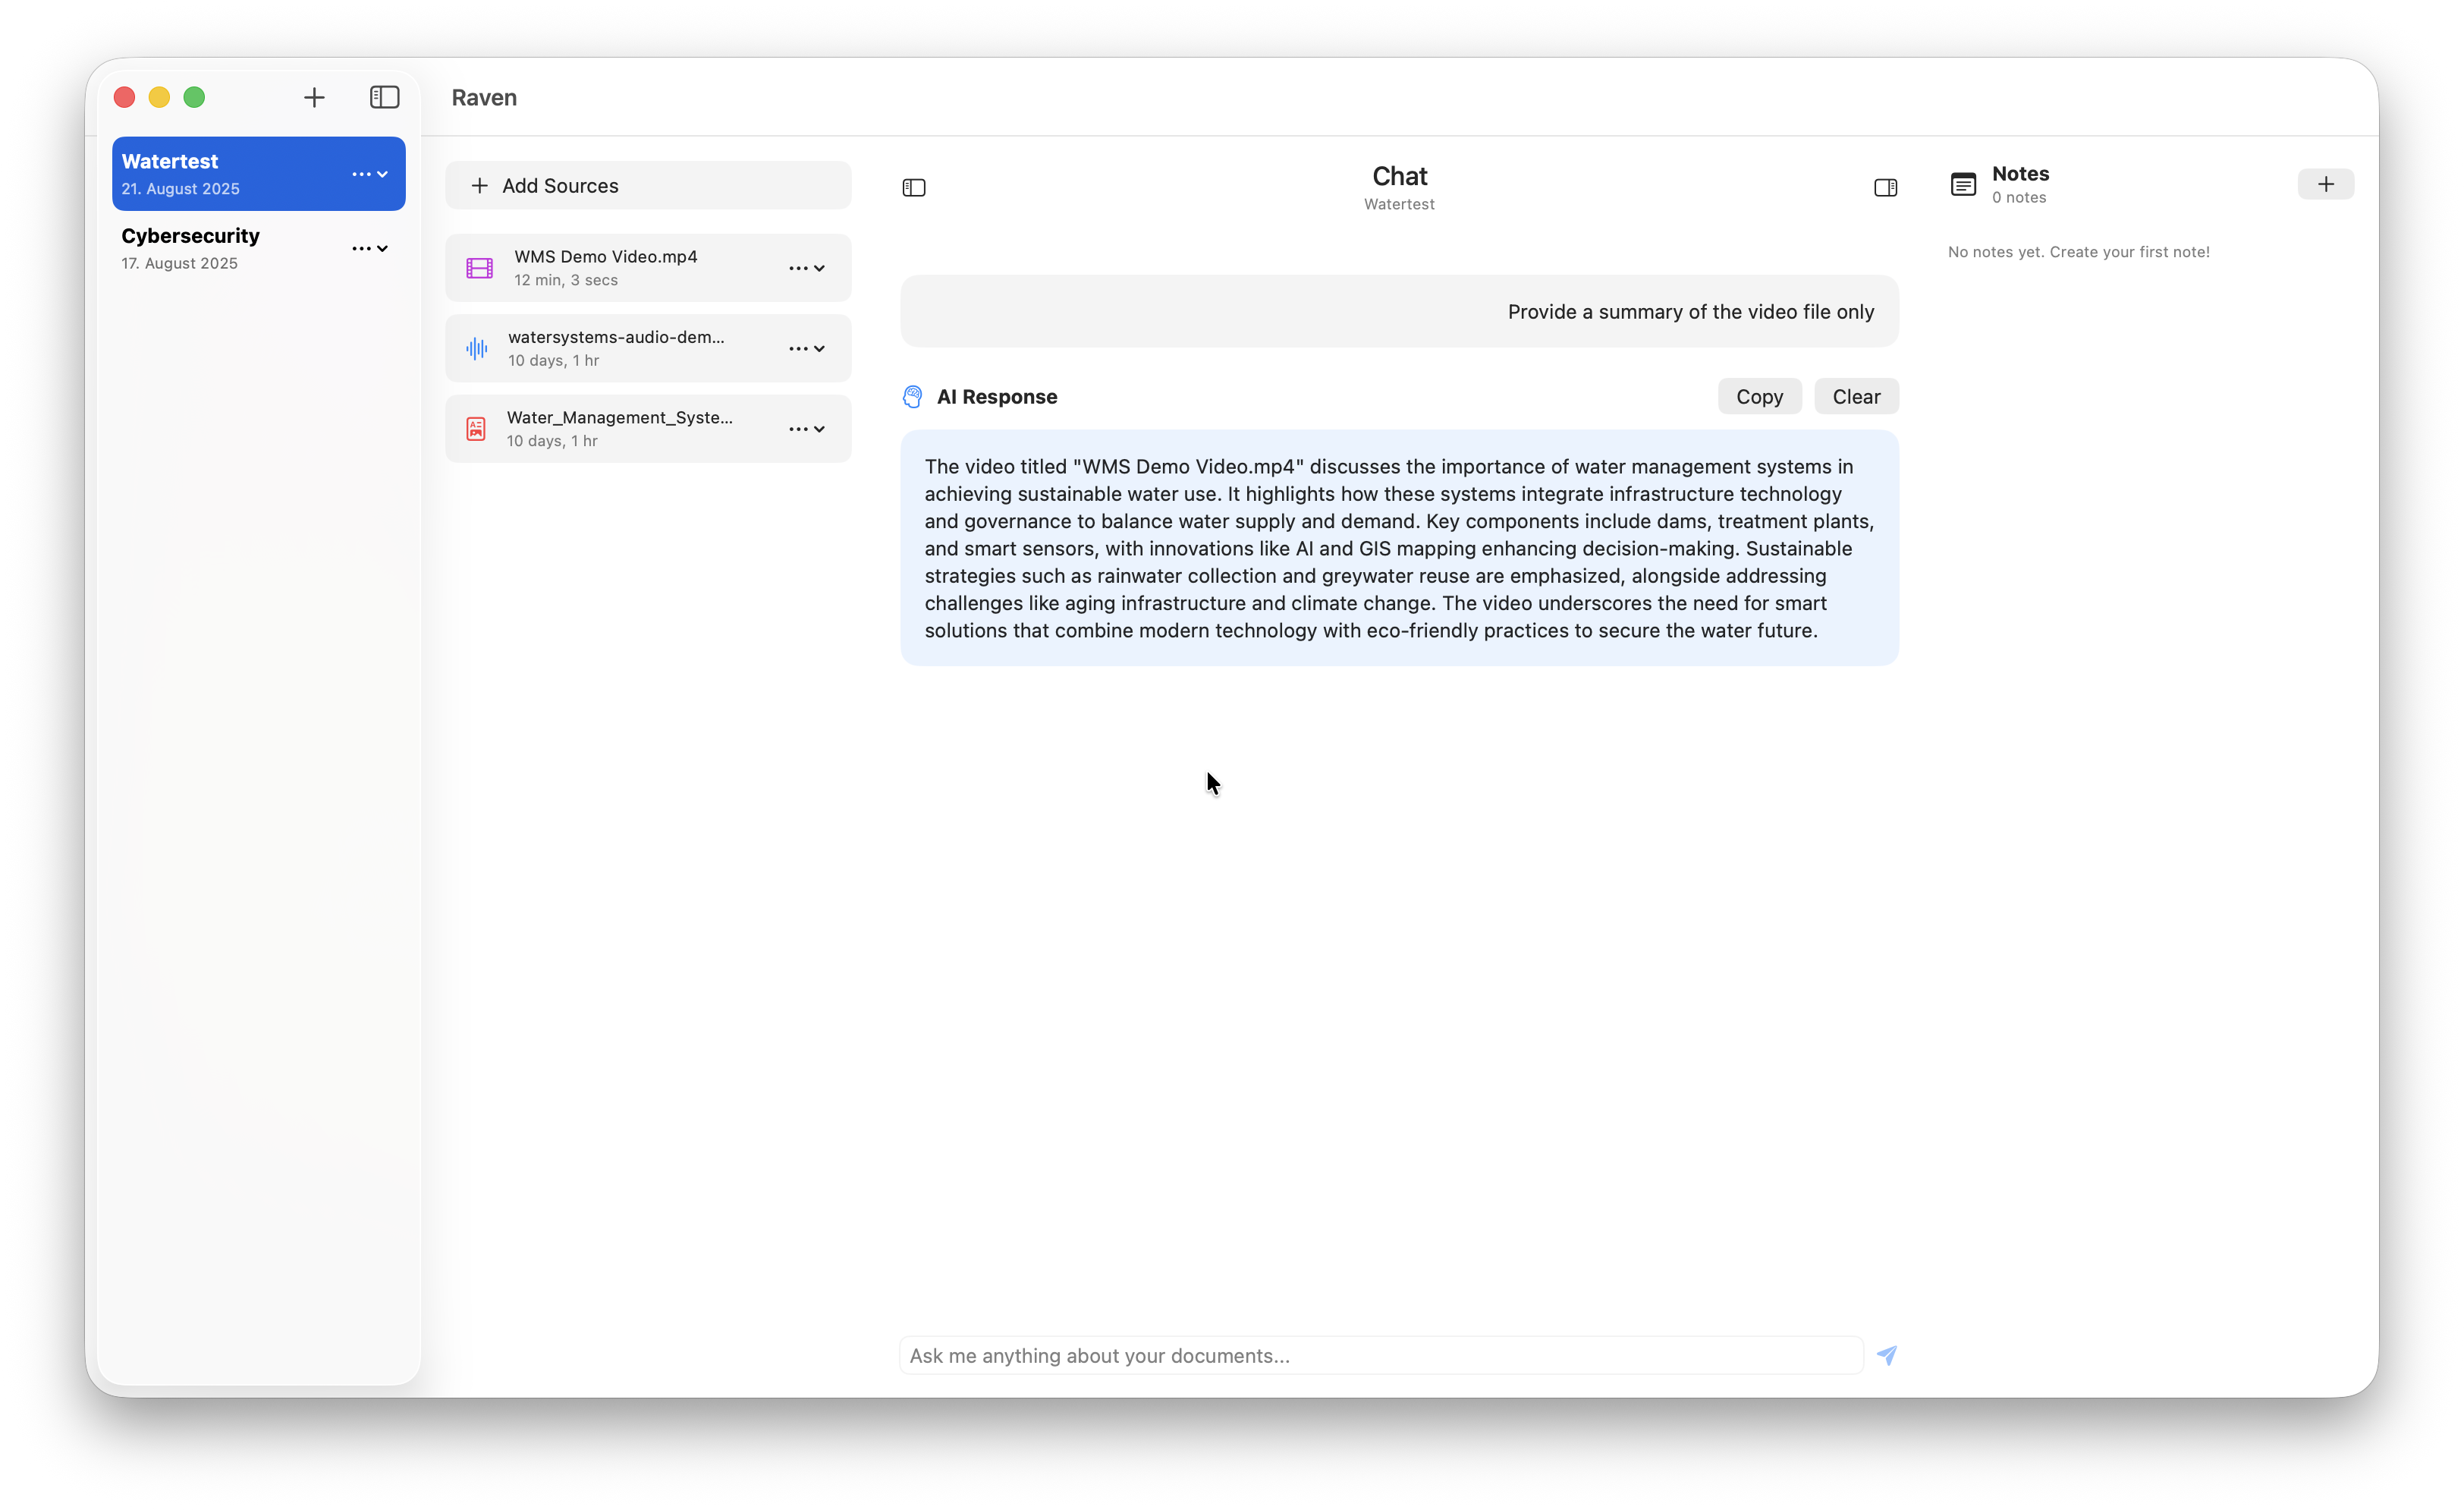 Raven
Watertest
21. August 2025
Cybersecurity
17. August 2025
Add Sources
WMS Demo Video.mp4
12 min, 3 secs
watersystems-audio-dem...
10 days, 1 hr
Water_Management_Syste...
10 days, 1 hr
Chat
Watertest
Provide a summary of the video file only
AI Response
Copy
Clear
The video titled "WMS Demo Video.mp4" discusses the importance of water management systems in
achieving sustainable water use. It highlights how these systems integrate infrastructure technology
and governance to balance water supply and demand. Key components include dams, treatment plants,
and smart sensors, with innovations like AI and GIS mapping enhancing decision-making. Sustainable
strategies such as rainwater collection and greywater reuse are emphasized, alongside addressing
challenges like aging infrastructure and climate change. The video underscores the need for smart
solutions that combine modern technology with eco-friendly practices to secure the water future.
Ask me anything about your documents...
Notes
0 notes
No notes yet. Create your first note!